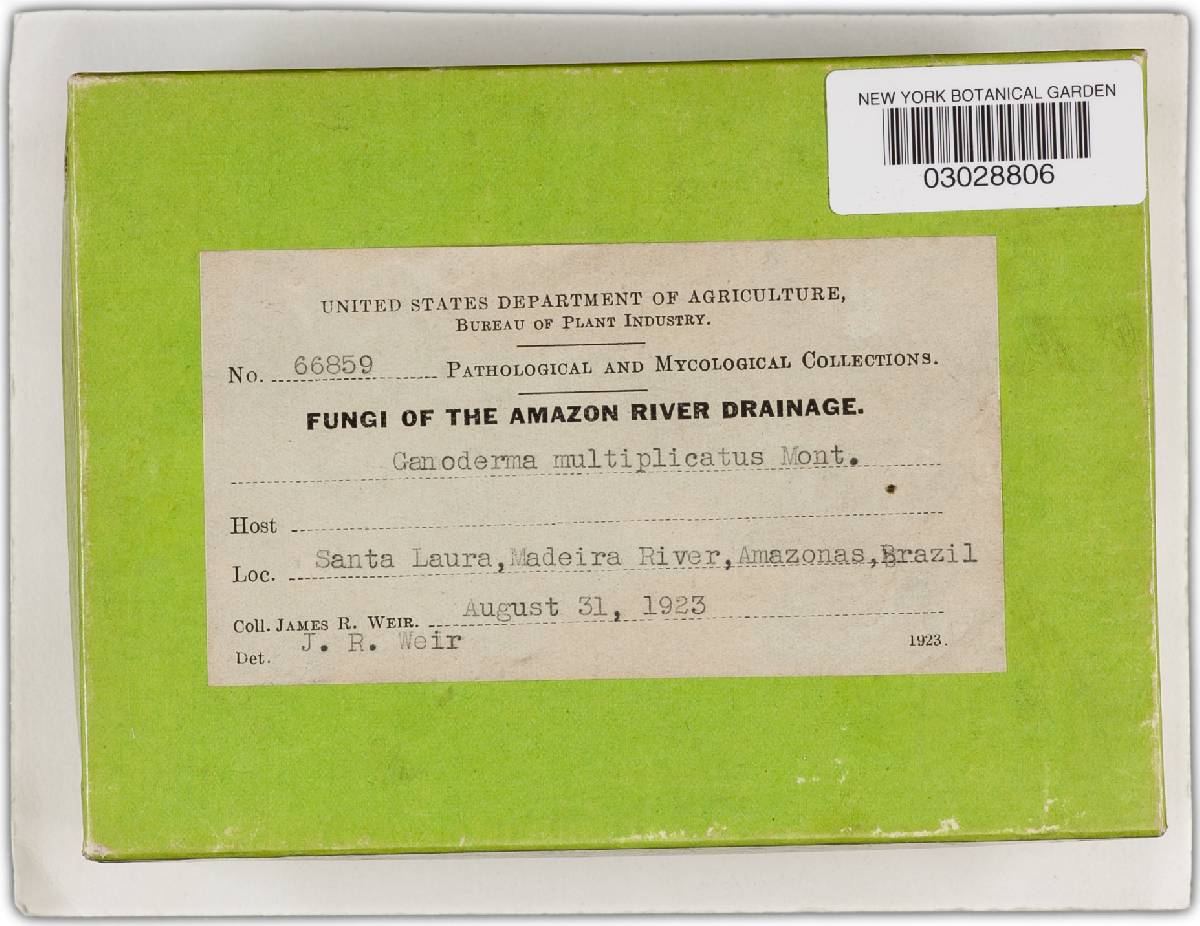 NEW YORK BOTANICAL GARDEN
03028806
UNITED STATES DEPARTMENT OF AGRICULTURE,
BUREAU OF PLANT INDUSTRY.
No. 66859 PATHOLOGICAL AND MYCOLOGICAL COLLECTIONS.
FUNGI OF THE AMAZON RIVER DRAINAGE.
Ganoderma multiplicatus Mont.
Host
Loc. Santa Laura,Madeira River,Amazonas,Brazil
Coll. JAMES R. WEIR. August 31, 1923
Det. J. R. Weir 1923.